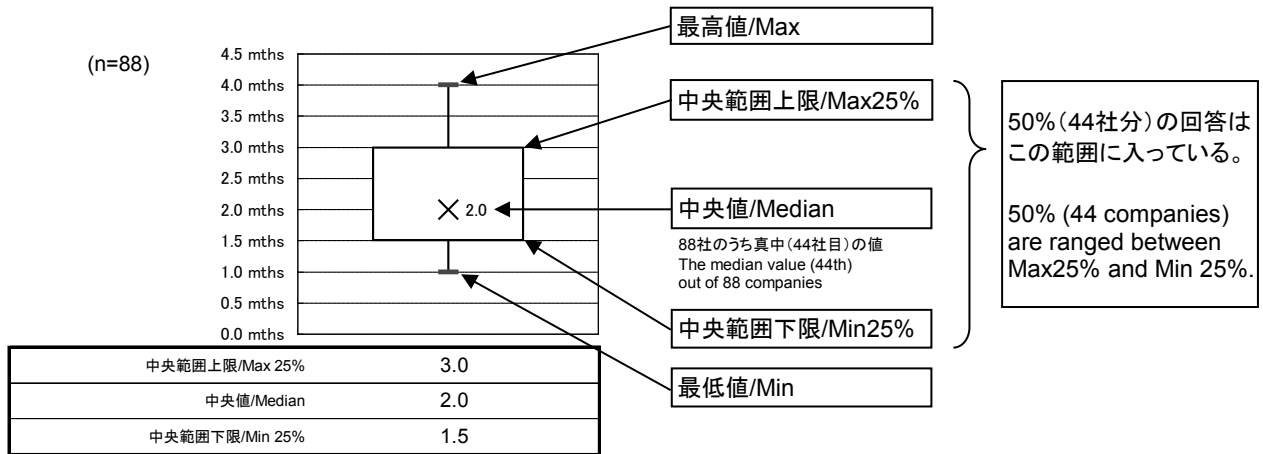 (n=88)
4.5 mths
4.0 mths
3.5 mths
3.0 mths
2.5 mths
2.0 mths
1.5 mths
1.0 mths
0.5 mths
0.0 mths
2.0
最高値/Max
中央範囲上限/Max25%
中央値/Median
88社のうち真中(44社目)の値
The median value (44th)
out of 88 companies
中央範囲下限/Min25%
最低値/Min
50%(44社分)の回答は
この範囲に入っている。
50% (44 companies)
are ranged between
Max25% and Min 25%.
中央範囲上限/Max 25% 3.0
中央値/Median 2.0
中央範囲下限/Min 25% 1.5